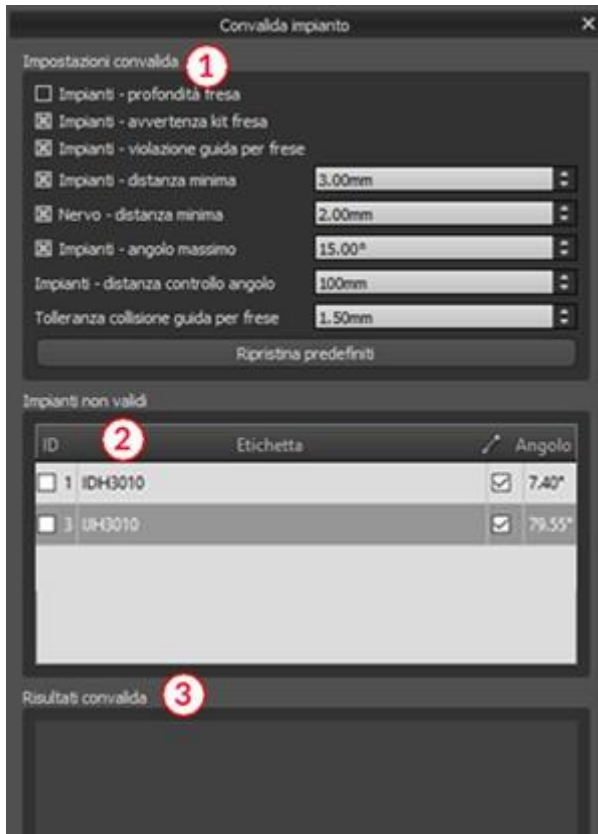 Convalida impianto ×
Impostazioni convalida 1
Impianti - profondità fresa
Impianti - avvertenza kit fresa
Impianti - violazione guida per frese
Impianti - distanza minima 3.00mm
Nervo - distanza minima 2.00mm
Impianti - angolo massimo 15.00°
Impianti - distanza controllo angolo 100mm
Tolleranza collisione guida per frese 1.50mm
Ripristina predefiniti
Impianti non validi
ID 2 Etichetta Angolo
1 IDH3010 7.40°
3 IJH3010 79.55°
Risultati convalida 3